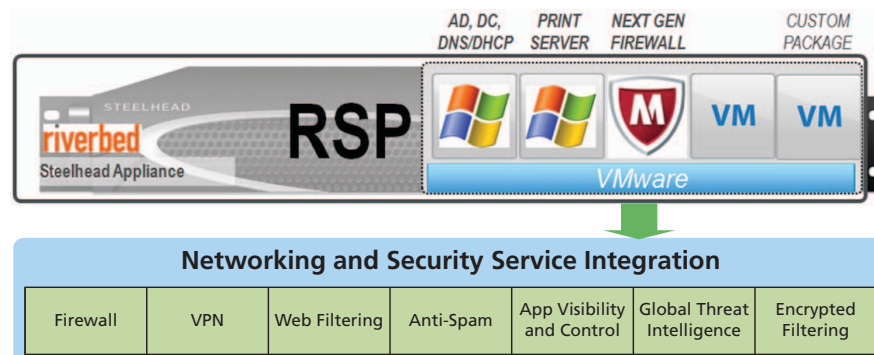 AD, DC, PRINT NEXT GEN CUSTOM
DNS/DHCP SERVER FIREWALL PACKAGE
STEELHEAD
riverbed
Steelhead Appliance
RSP
M
VM
VM
VMware
Networking and Security Service Integration
Firewall
VPN
Web Filtering
Anti-Spam
App Visibility
and Control
Global Threat
Intelligence
Encrypted
Filtering